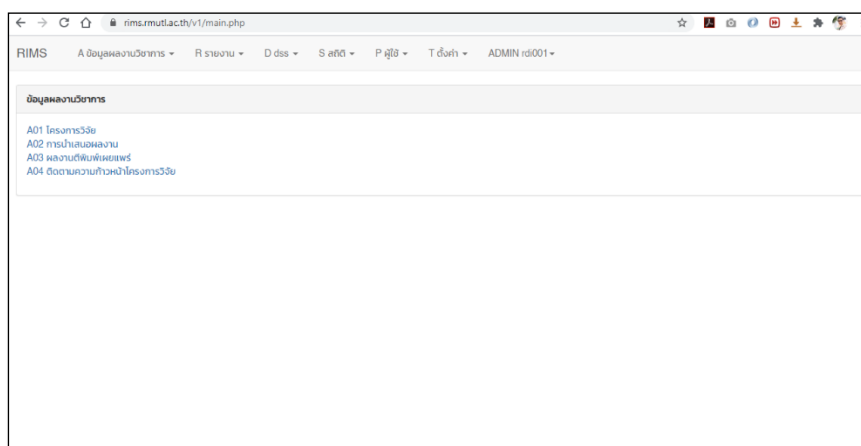 rims.rmutl.ac.th/v1/main.php
RIMS A ข้อมูลผลงานวิชาการ R รายงาน D dss S สถิติ P ผู้ใช้ T ตั้งค่า ADMIN rdi001
ข้อมูลผลงานวิชาการ
A01 โครงการวิจัย
A02 การนำเสนอผลงาน
A03 ผลงานตีพิมพ์เผยแพร่
A04 ติดตามความก้าวหน้าโครงการวิจัย